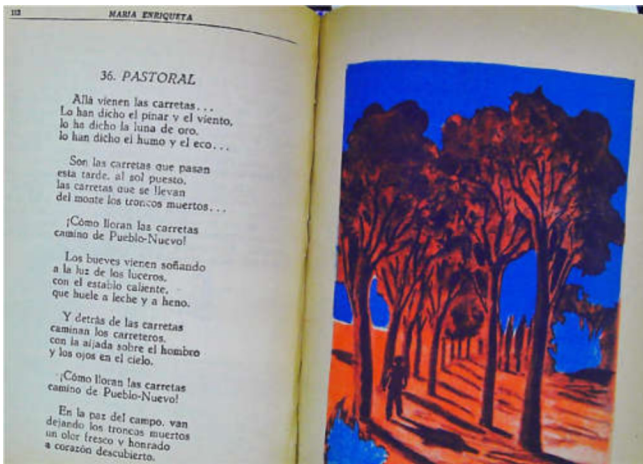 112 MARIA ENRIQUETA
36. PASTORAL
Allá vienen las carretas...
Lo han dicho el pinar y el viento,
lo ha dicho la luna de oro,
lo han dicho el humo y el eco...
Son las carretas que pasan
esta tarde, al sol puesto,
las carretas que se llevan
del monte los troncos muertos...
¡Cómo lloran las carretas
camino de Pueblo-Nuevo!
Los bueyes vienen soñando
a la luz de los luceros,
con el establo caliente,
que huele a leche y a heno.
Y detrás de las carretas
caminan los carreteros,
con la aijada sobre el hombro
y los ojos en el cielo.
¡Cómo lloran las carretas
camino de Pueblo-Nuevo!
En la paz del campo, van
dejando los troncos muertos
un olor fresco y honrado
a corazón descubierto.